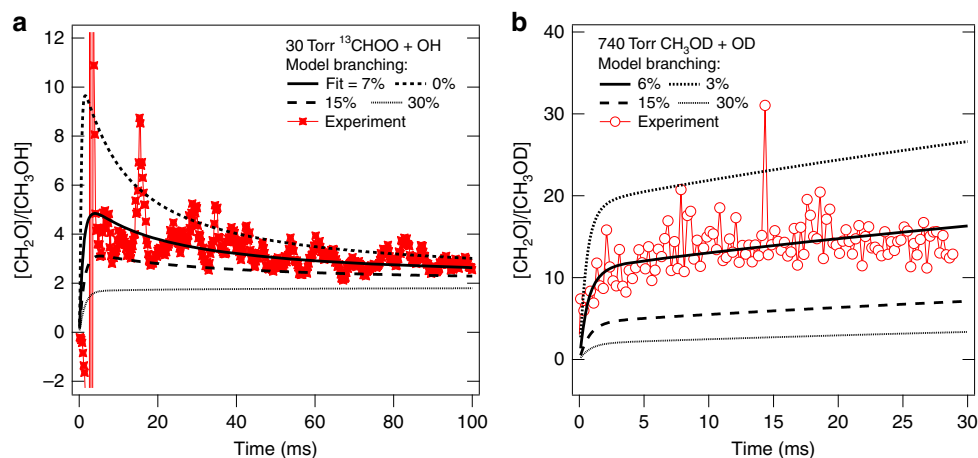 a
30 Torr ¹³CHOO + OH
Model branching:
Fit = 7% 0%
15% 30%
Experiment
12
10
8
6
4
2
0
−2
[CH₂O]/[CH₃OH]
0 20 40 60 80 100
Time (ms)
b
740 Torr CH₃OD + OD
Model branching:
6% 3%
15% 30%
Experiment
40
30
20
10
0
[CH₂O]/[CH₃OD]
0 5 10 15 20 25 30
Time (ms)